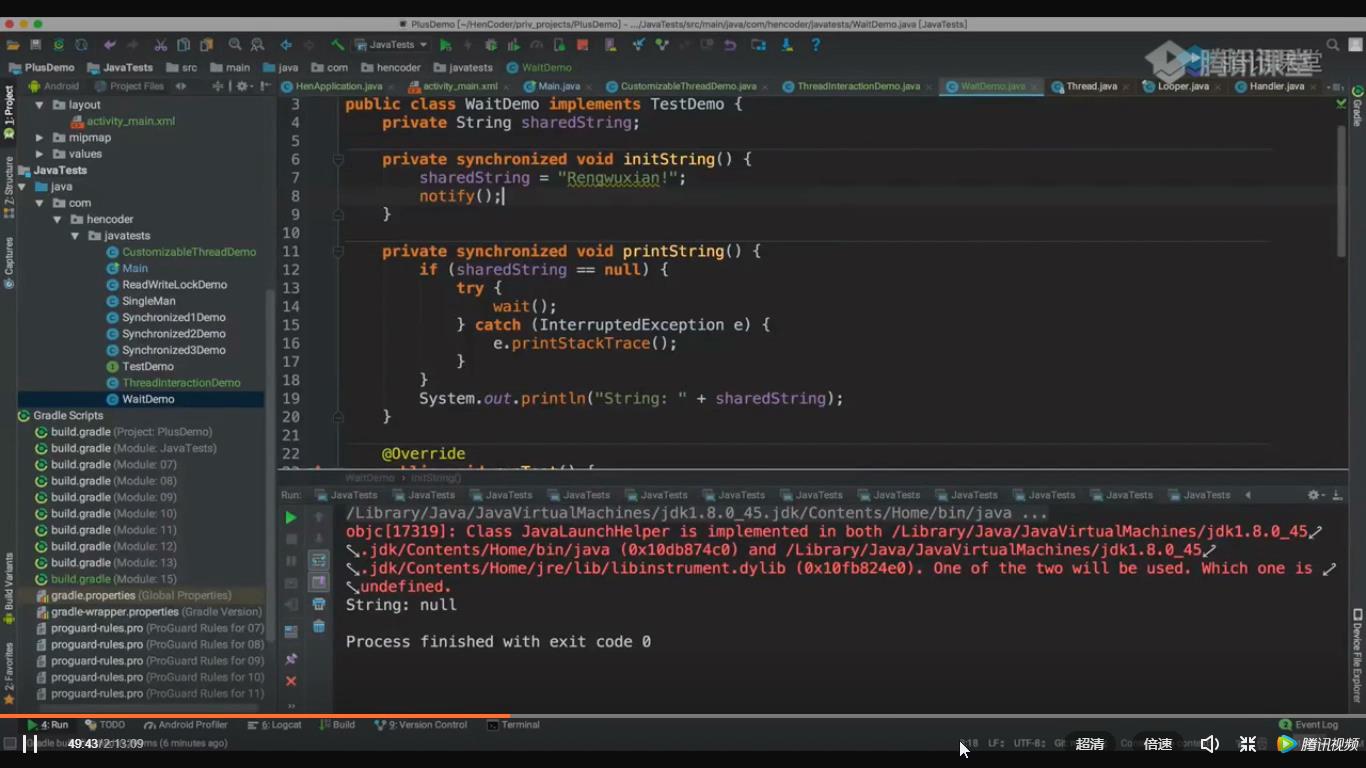 PlusDemo [~/HenCoder/priv_projects/PlusDemo] - .../JavaTests/src/main/java/com/hencoder/javatests/WaitDemo.java [JavaTests]
JavaTests
PlusDemo JavaTests src main java com hencoder javatests WaitDemo
腾讯课堂
Android Project Files
HenApplication.java activity_main.xml Main.java CustomizableThreadDemo.java ThreadInteractionDemo.java WaitDemo.java Thread.java Looper.java Handler.java
1: Project
Z: Structure
Captures
Build Variants
2: Favorites
Gradle
Device File Explorer
layout
activity_main.xml
mipmap
values
JavaTests
java
com
hencoder
javatests
CustomizableThreadDemo
Main
ReadWriteLockDemo
SingleMan
Synchronized1Demo
Synchronized2Demo
Synchronized3Demo
TestDemo
ThreadInteractionDemo
WaitDemo
Gradle Scripts
build.gradle (Project: PlusDemo)
build.gradle (Module: JavaTests)
build.gradle (Module: 07)
build.gradle (Module: 08)
build.gradle (Module: 09)
build.gradle (Module: 10)
build.gradle (Module: 11)
build.gradle (Module: 12)
build.gradle (Module: 13)
build.gradle (Module: 15)
gradle.properties (Global Properties)
gradle-wrapper.properties (Gradle Version)
proguard-rules.pro (ProGuard Rules for 07)
proguard-rules.pro (ProGuard Rules for 08)
proguard-rules.pro (ProGuard Rules for 09)
proguard-rules.pro (ProGuard Rules for 10)
proguard-rules.pro (ProGuard Rules for 11)
3 public class WaitDemo implements TestDemo {
4 private String sharedString;
5
6 private synchronized void initString() {
7 sharedString = "Rengwuxian!";
8 notify();
9 }
10
11 private synchronized void printString() {
12 if (sharedString == null) {
13 try {
14 wait();
15 } catch (InterruptedException e) {
16 e.printStackTrace();
17 }
18 }
19 System.out.println("String: " + sharedString);
20 }
21
22 @Override
WaitDemo initString()
Run: JavaTests JavaTests JavaTests JavaTests JavaTests JavaTests JavaTests JavaTests JavaTests JavaTests JavaTests JavaTests
/Library/Java/JavaVirtualMachines/jdk1.8.0_45.jdk/Contents/Home/bin/java ...
objc[17319]: Class JavaLaunchHelper is implemented in both /Library/Java/JavaVirtualMachines/jdk1.8.0_45
.jdk/Contents/Home/bin/java (0x10db874c0) and /Library/Java/JavaVirtualMachines/jdk1.8.0_45
.jdk/Contents/Home/jre/lib/libinstrument.dylib (0x10fb824e0). One of the two will be used. Which one is
undefined.
String: null
Process finished with exit code 0
4: Run TODO Android Profiler 6: Logcat Build 9: Version Control Terminal Event Log
49:43/2:13:09
(6 minutes ago)
LF: UTF-8: 超清 倍速 腾讯视频